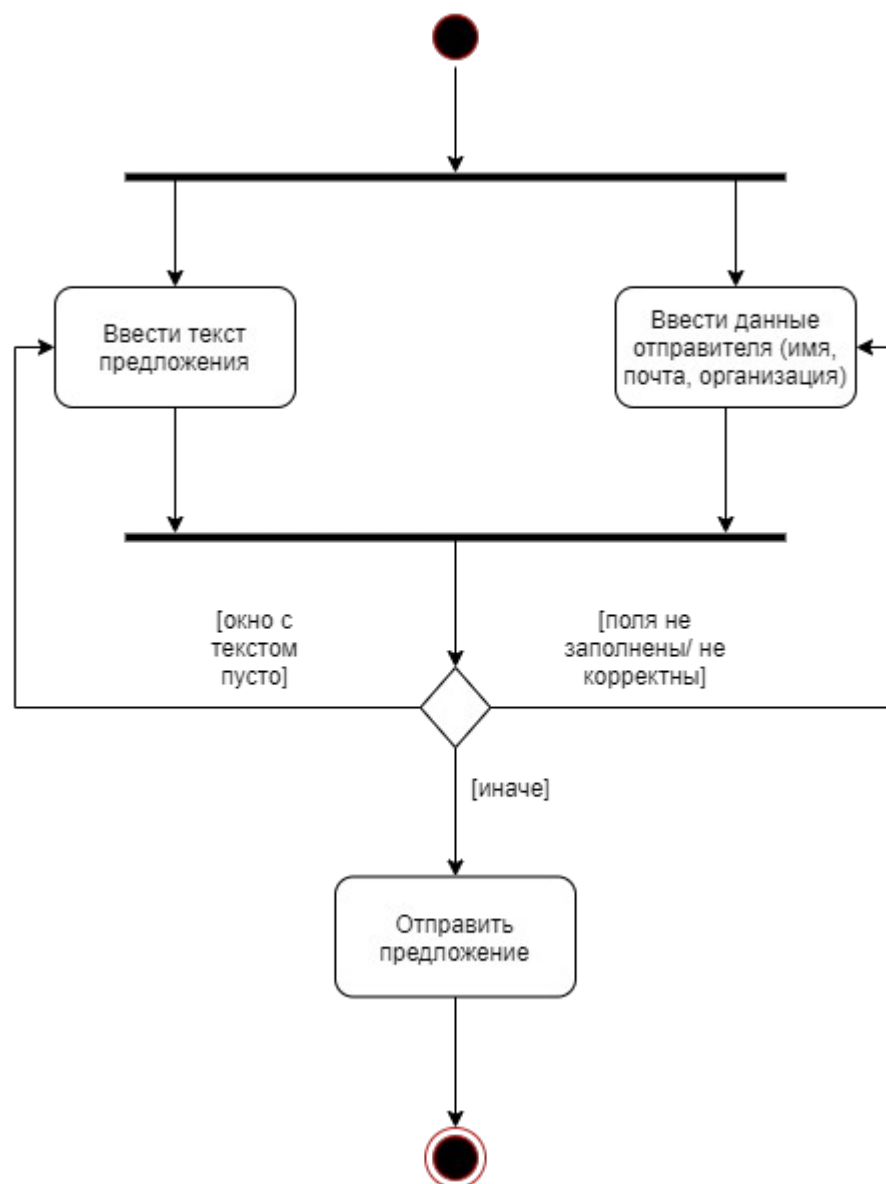 Ввести текст
предложения
Ввести данные
отправителя (имя,
почта, организация)
[окно с
текстом
пусто]
[поля не
заполнены/ не
корректны]
[иначе]
Отправить
предложение